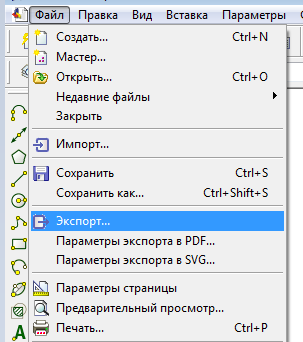 Файл Правка Вид Вставка Параметры
Создать... Ctrl+N
Мастер...
Открыть... Ctrl+O
Недавние файлы
Закрыть
Импорт...
Сохранить Ctrl+S
Сохранить как... Ctrl+Shift+S
Экспорт...
Параметры экспорта в PDF...
Параметры экспорта в SVG...
Параметры страницы
Предварительный просмотр...
Печать... Ctrl+P
A